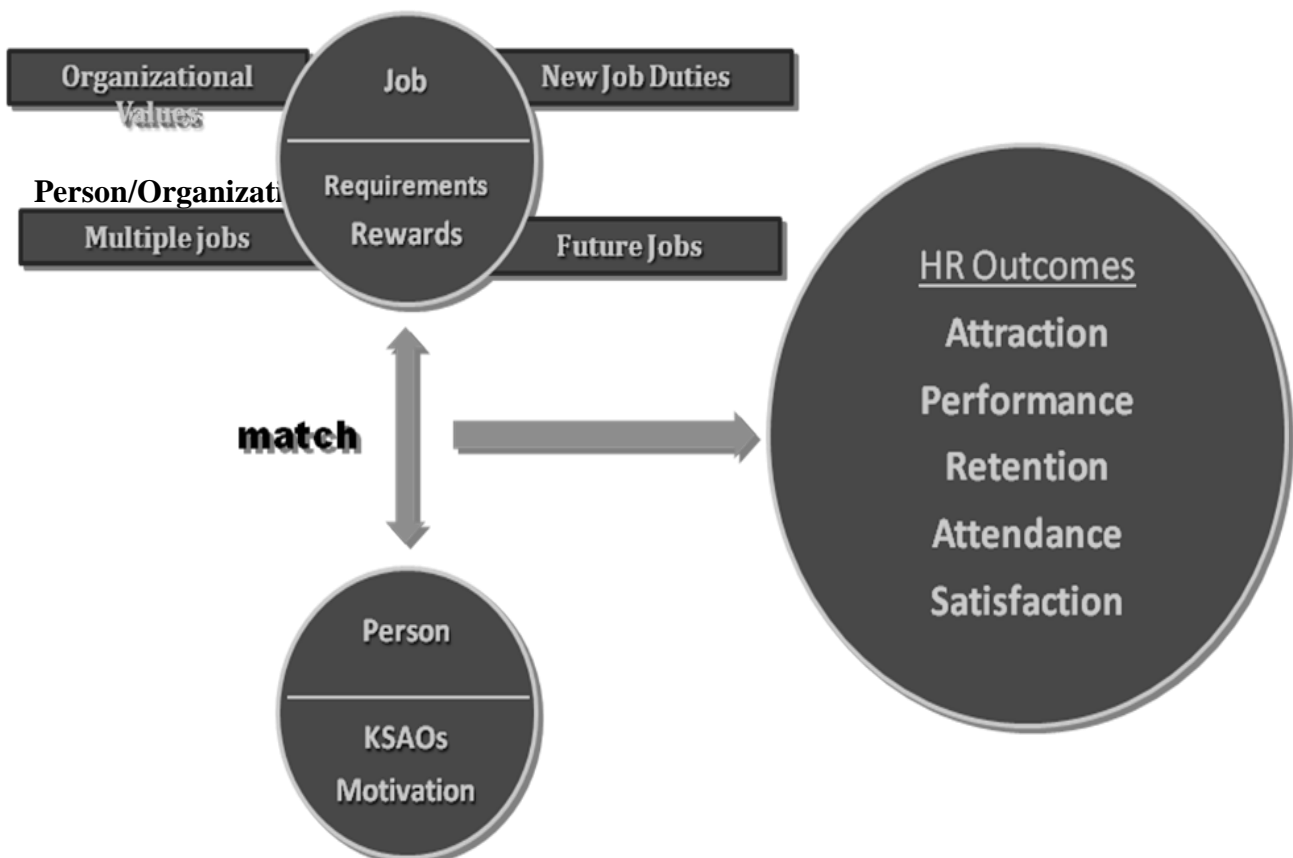 Organizational
Values
Job
New Job Duties
Person/Organizati
Requirements
Rewards
Multiple jobs
Future Jobs
match
Person
KSAOs
Motivation
HR Outcomes
Attraction
Performance
Retention
Attendance
Satisfaction